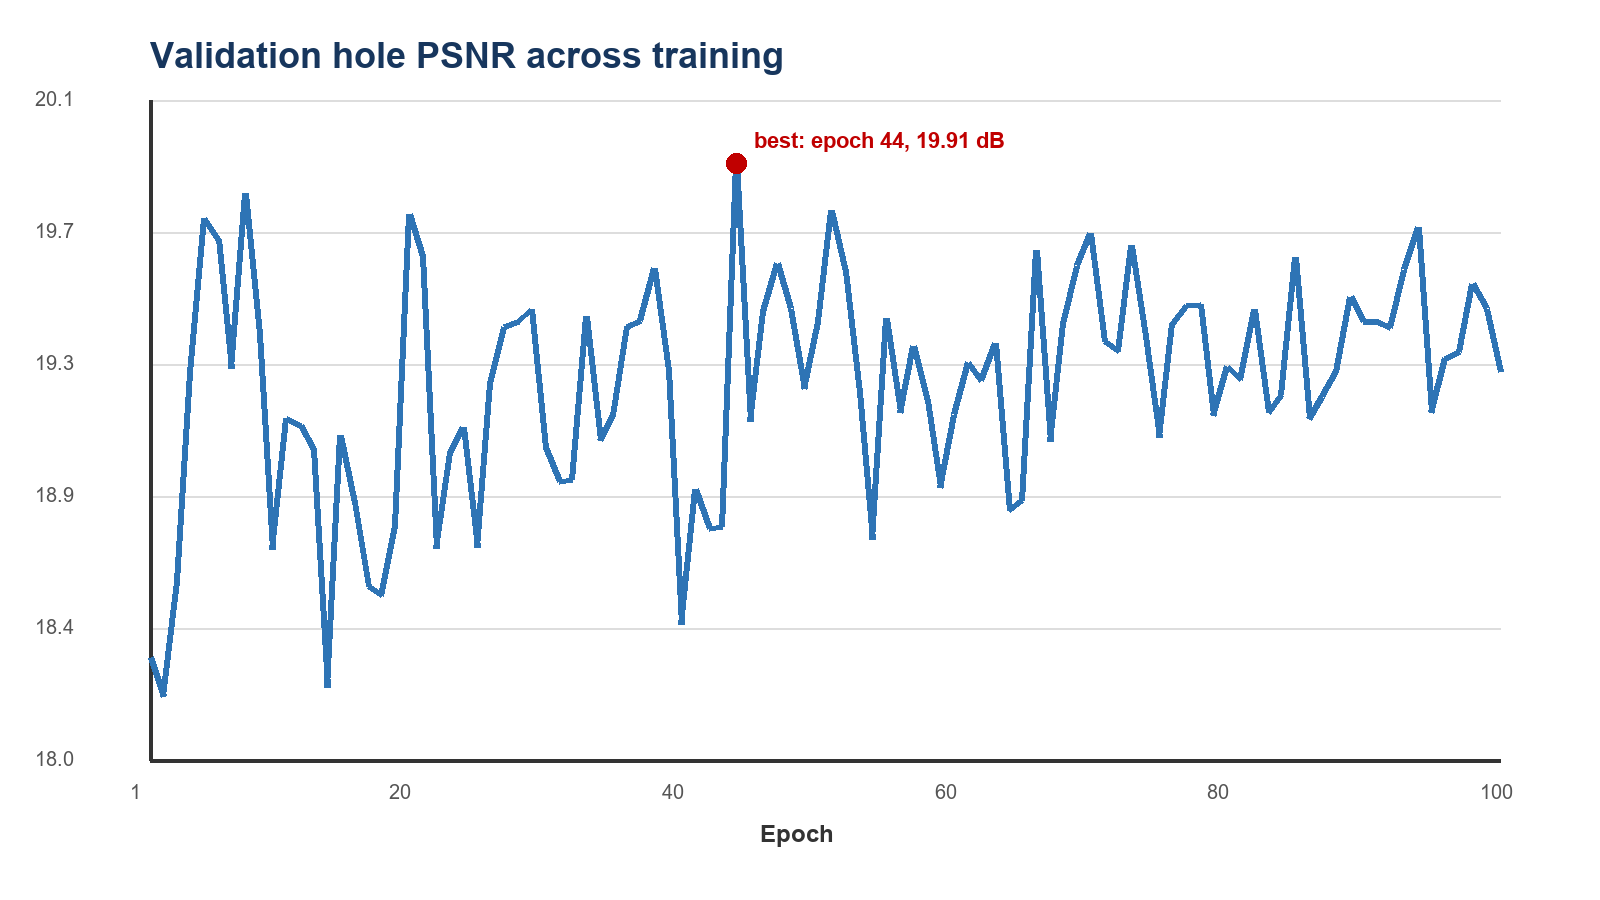 Validation hole PSNR across training
20.1
best: epoch 44, 19.91 dB
19.7
19.3
18.9
18.4
18.0
1 20 40 60 80 100
Epoch